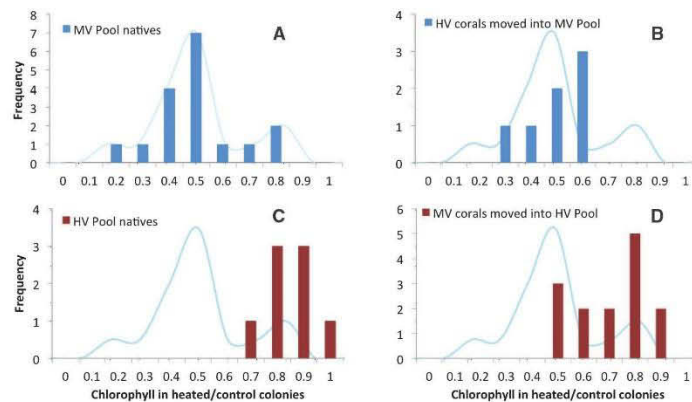 A
MV Pool natives
Frequency
8
7
6
5
4
3
2
1
0
0 0.1 0.2 0.3 0.4 0.5 0.6 0.7 0.8 0.9 1
B
HV corals moved into MV Pool
4
3
2
1
0
0 0.1 0.2 0.3 0.4 0.5 0.6 0.7 0.8 0.9 1
C
HV Pool natives
Frequency
4
3
2
1
0
0 0.1 0.2 0.3 0.4 0.5 0.6 0.7 0.8 0.9 1
Chlorophyll in heated/control colonies
D
MV corals moved into HV Pool
6
5
4
3
2
1
0
0 0.1 0.2 0.3 0.4 0.5 0.6 0.7 0.8 0.9 1
Chlorophyll in heated/control colonies